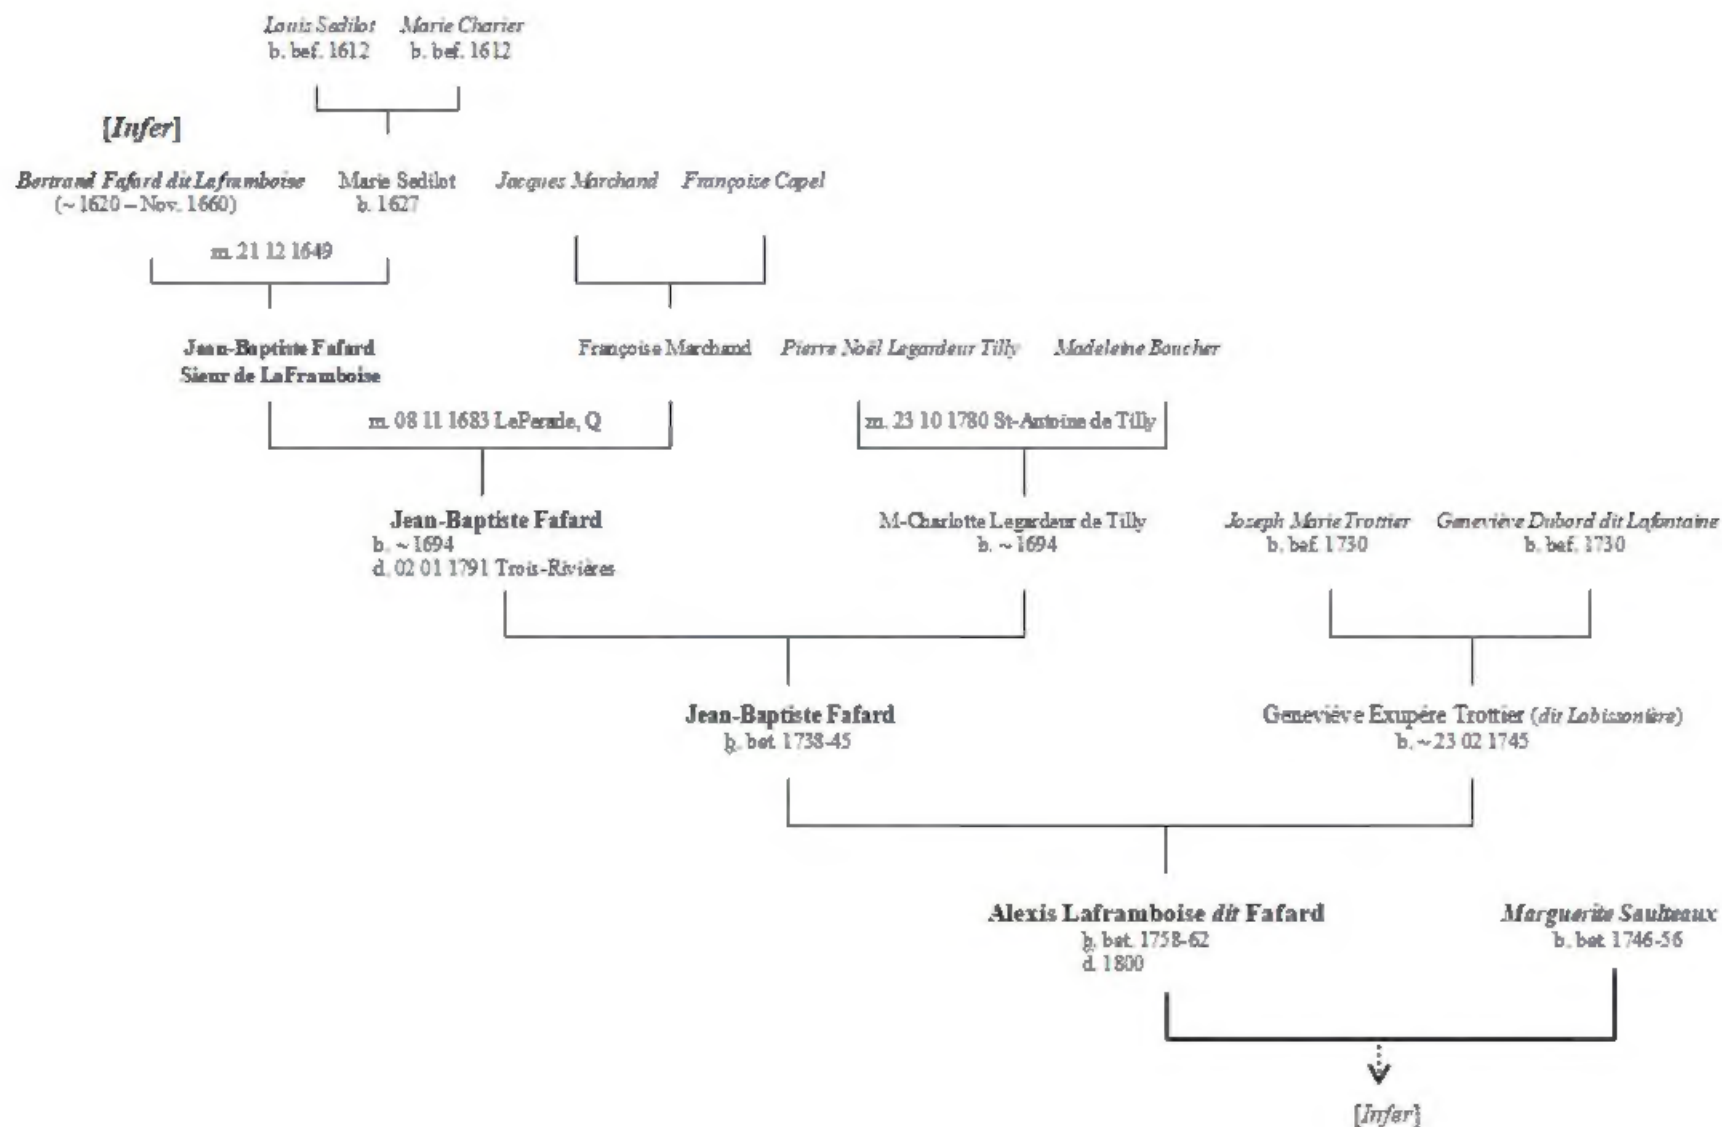 Louis Sedilot Marie Charier
b. bef. 1612 b. bef. 1612
[Infer]
Bertrand Fafard dit Laframboise Marie Sedilot Jacques Marchand Françoise Capel
(~1620 – Nov. 1660) b. 1627
m. 21 12 1649
Jean-Baptiste Fafard Françoise Marchand Pierre Noël Legardeur Tilly Madeleine Boucher
Sieur de LaFramboise
m. 08 11 1683 LaPerade, Q m. 23 10 1780 St-Antoine de Tilly
Jean-Baptiste Fafard M-Charlotte Legardeur de Tilly Joseph Marie Trottier Geneviève Dubord dit Lafontaine
b. ~1694 b. ~1694 b. bef. 1730 b. bef. 1730
d. 02 01 1791 Trois-Rivières
Jean-Baptiste Fafard Geneviève Exupère Trottier (dit Labissonière)
b. bet. 1738-45 b. ~23 02 1745
Alexis Laframboise dit Fafard Marguerite Saulteaux
b. bet. 1758-62 b. bet. 1746-56
d. 1800
[Infer]